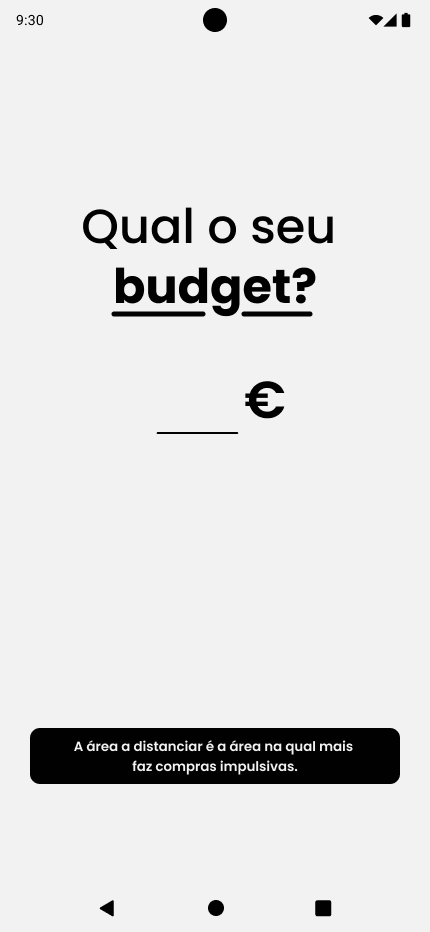 9:30
Qual o seu
budget?
€
A área a distanciar é a área na qual mais
faz compras impulsivas.